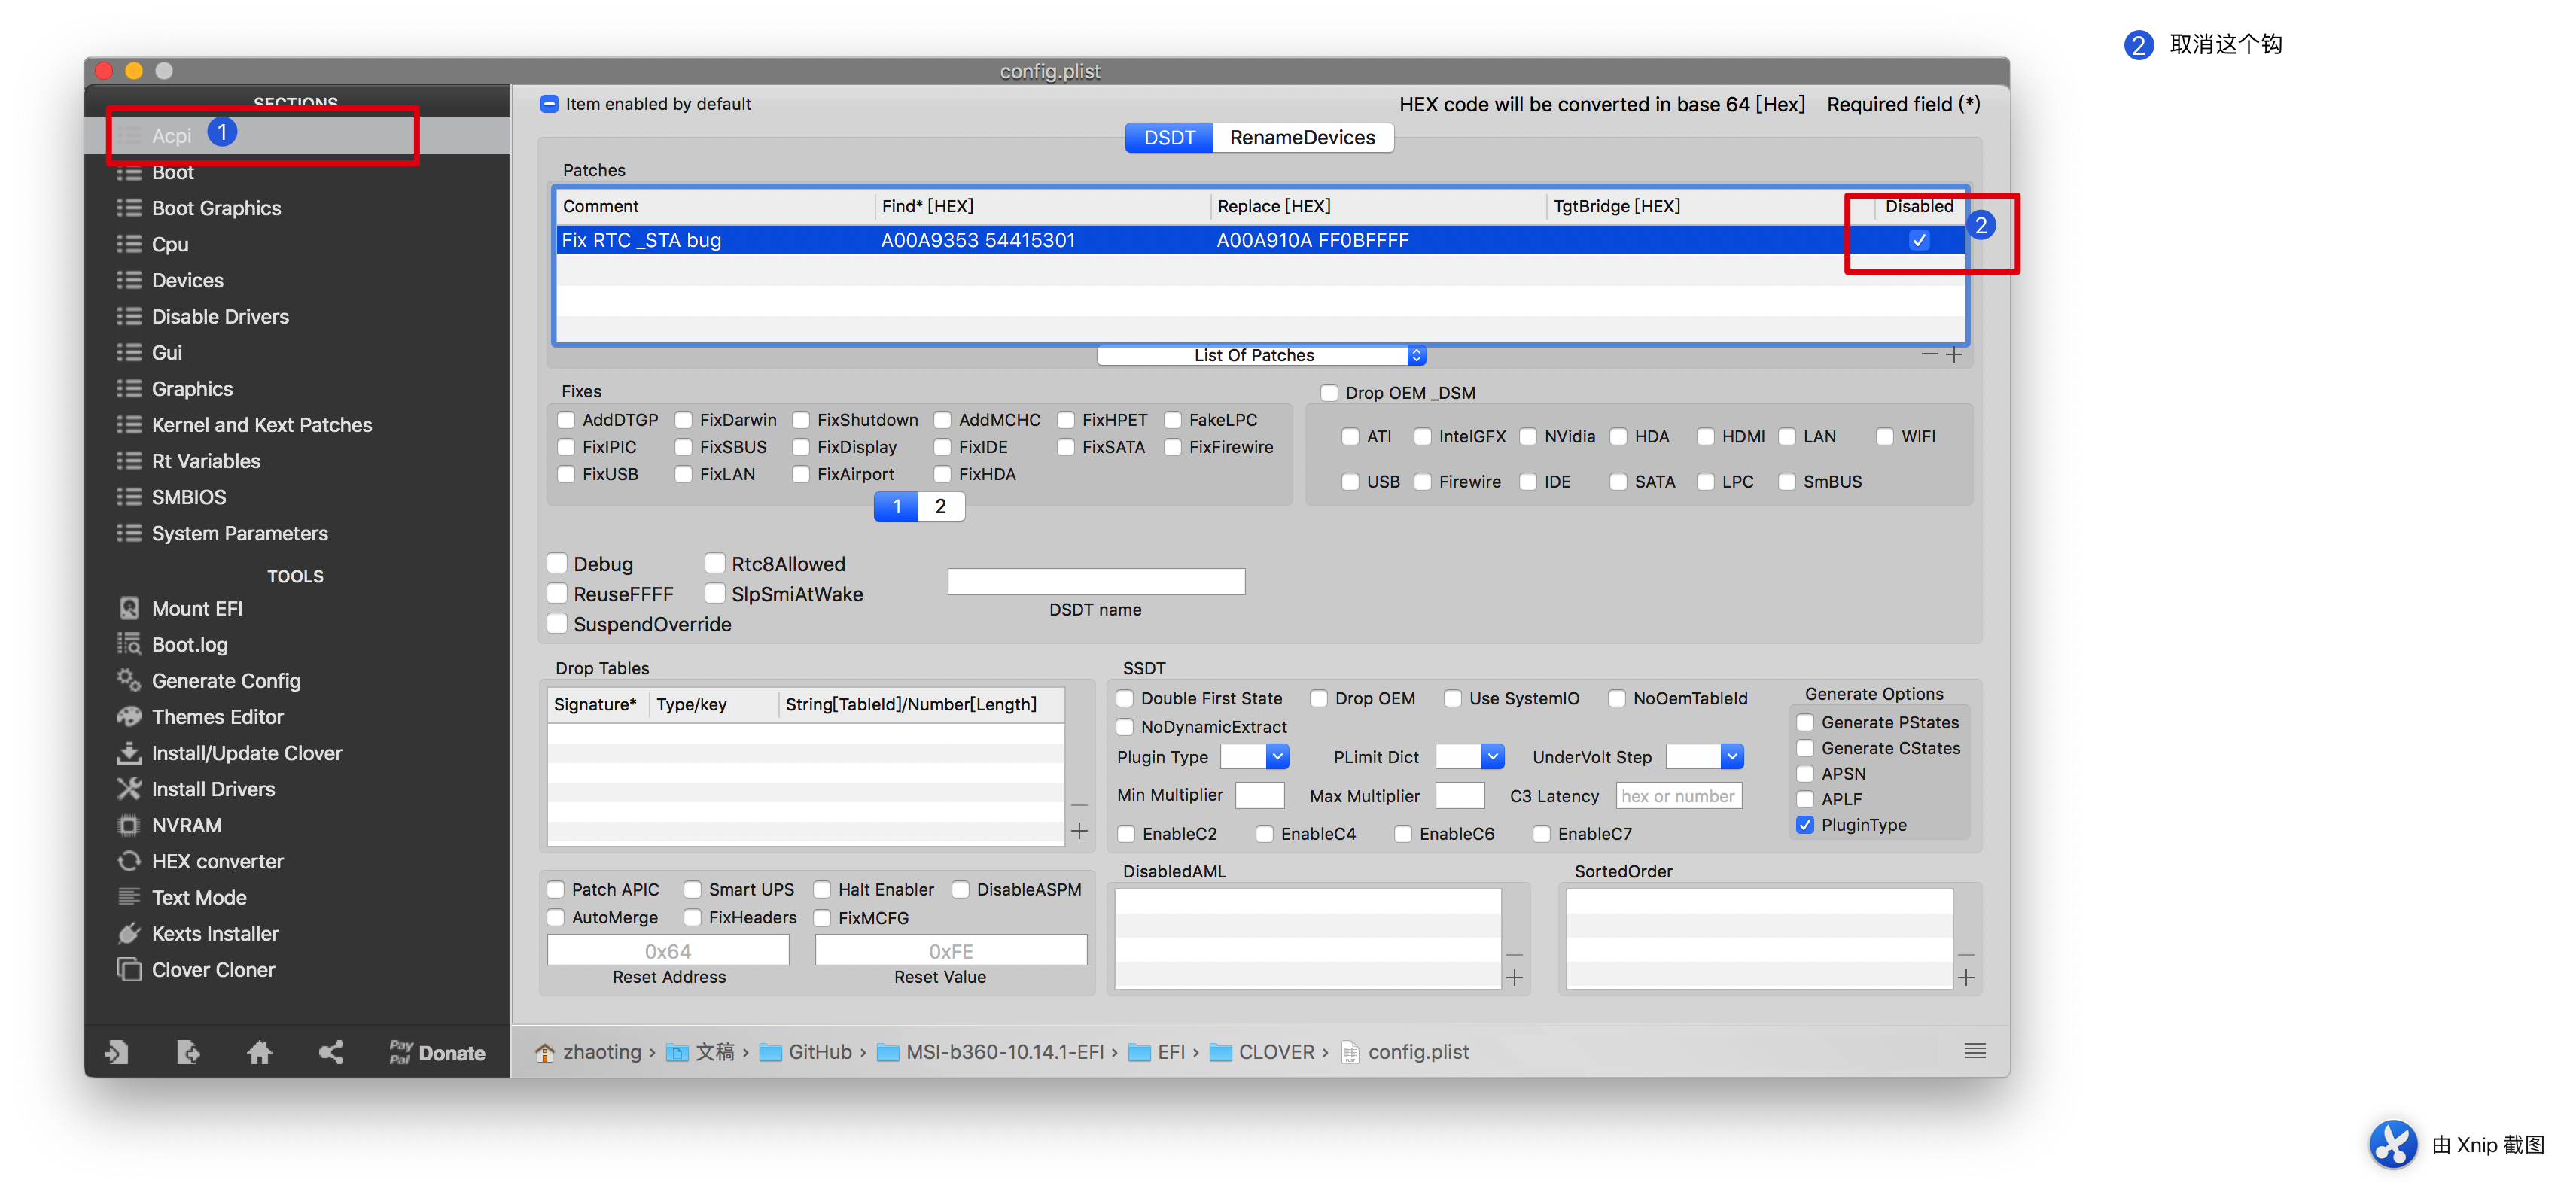 2 取消这个钩
config.plist
SECTIONS
Acpi 1
Boot
Boot Graphics
Cpu
Devices
Disable Drivers
Gui
Graphics
Kernel and Kext Patches
Rt Variables
SMBIOS
System Parameters
TOOLS
Mount EFI
Boot.log
Generate Config
Themes Editor
Install/Update Clover
Install Drivers
NVRAM
HEX converter
Text Mode
Kexts Installer
Clover Cloner
Pay Pal Donate
Item enabled by default
HEX code will be converted in base 64 [Hex] Required field (*)
DSDT RenameDevices
Patches
Comment Find* [HEX] Replace [HEX] TgtBridge [HEX] Disabled
2
Fix RTC _STA bug A00A9353 54415301 A00A910A FF0BFFFF
List Of Patches
Fixes
AddDTGP FixDarwin FixShutdown AddMCHC FixHPET FakeLPC
FixIPIC FixSBUS FixDisplay FixIDE FixSATA FixFirewire
FixUSB FixLAN FixAirport FixHDA
1 2
Drop OEM _DSM
ATI IntelGFX NVidia HDA HDMI LAN WIFI
USB Firewire IDE SATA LPC SmBUS
Debug Rtc8Allowed
ReuseFFFF SlpSmiAtWake
SuspendOverride
DSDT name
Drop Tables
Signature* Type/key String[TableId]/Number[Length]
SSDT
Double First State Drop OEM Use SystemIO NoOemTableId
NoDynamicExtract
Plugin Type PLimit Dict UnderVolt Step
Min Multiplier Max Multiplier C3 Latency hex or number
EnableC2 EnableC4 EnableC6 EnableC7
Generate Options
Generate PStates
Generate CStates
APSN
APLF
PluginType
Patch APIC Smart UPS Halt Enabler DisableASPM
AutoMerge FixHeaders FixMCFG
0x64 0xFE
Reset Address Reset Value
DisabledAML
SortedOrder
zhaoting › 文稿 › GitHub › MSI-b360-10.14.1-EFI › EFI › CLOVER › config.plist
由 Xnip 截图